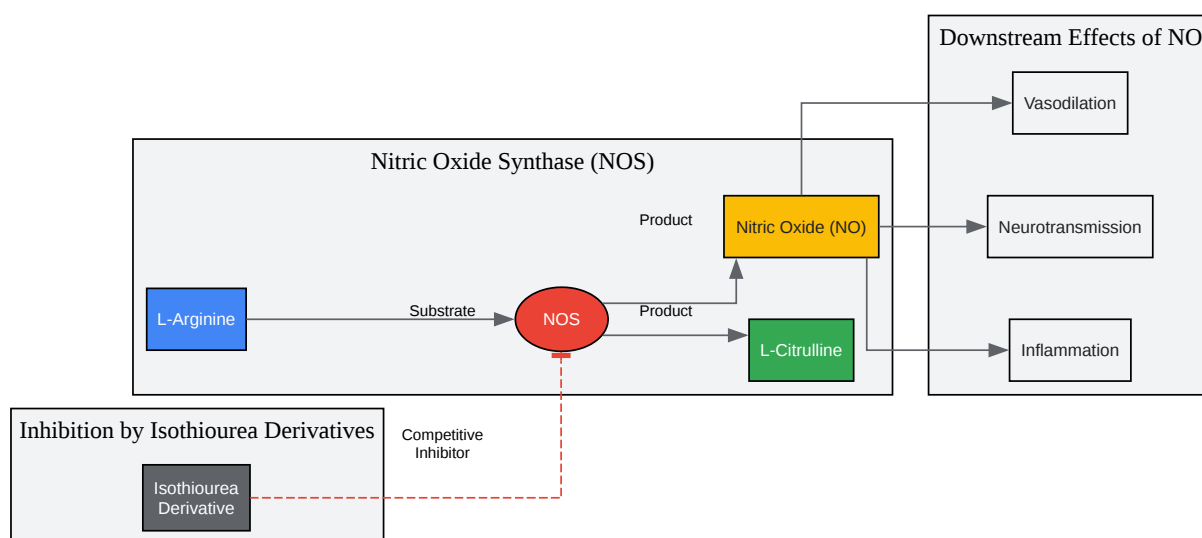 Downstream Effects of NO
Vasodilation
Nitric Oxide Synthase (NOS)
Product
Nitric Oxide (NO)
Neurotransmission
L-Arginine
Substrate
NOS
Product
L-Citrulline
Inflammation
Inhibition by Isothiourea Derivatives
Competitive
Inhibitor
Isothiourea
Derivative